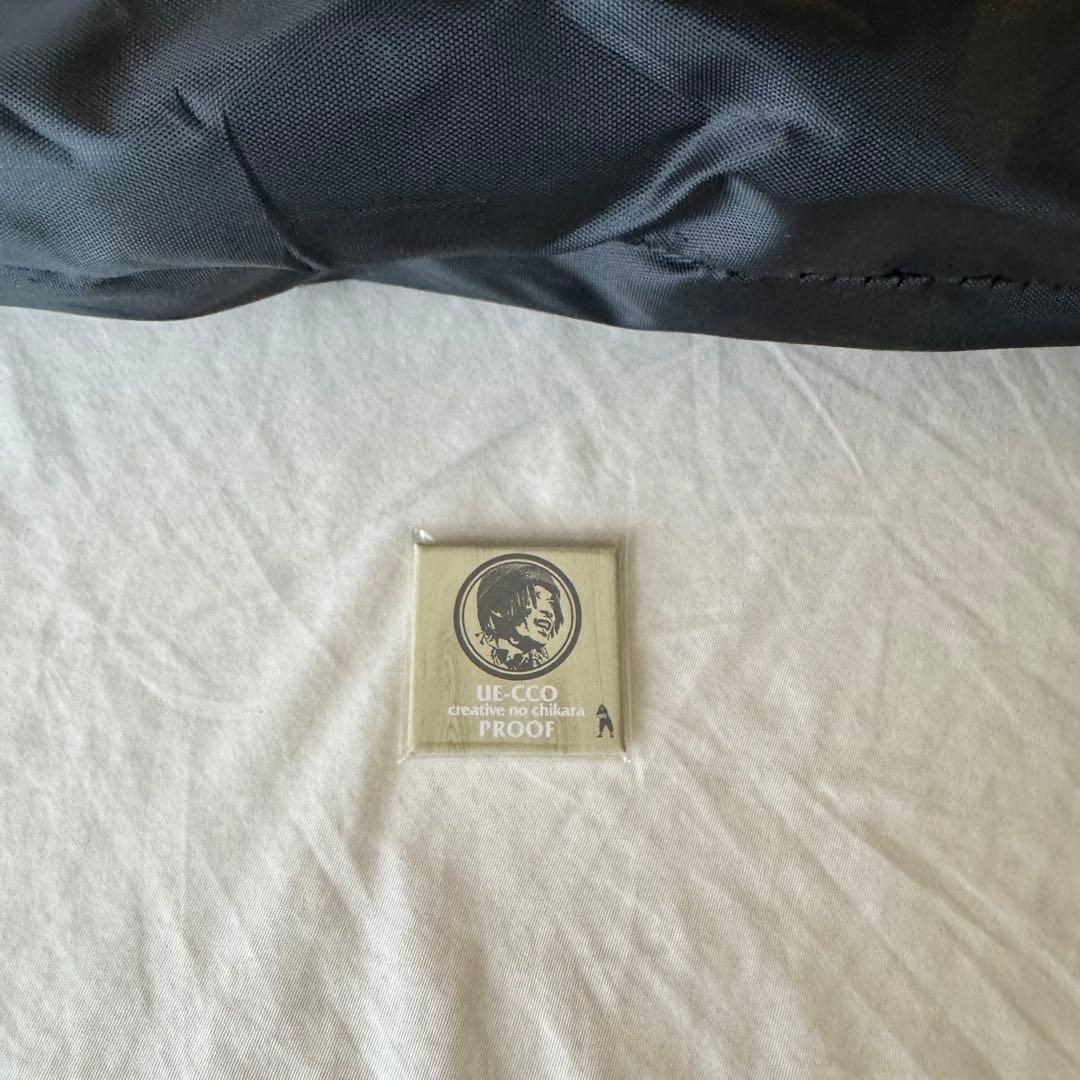 UE-CCO
creative no chikara
PROOF